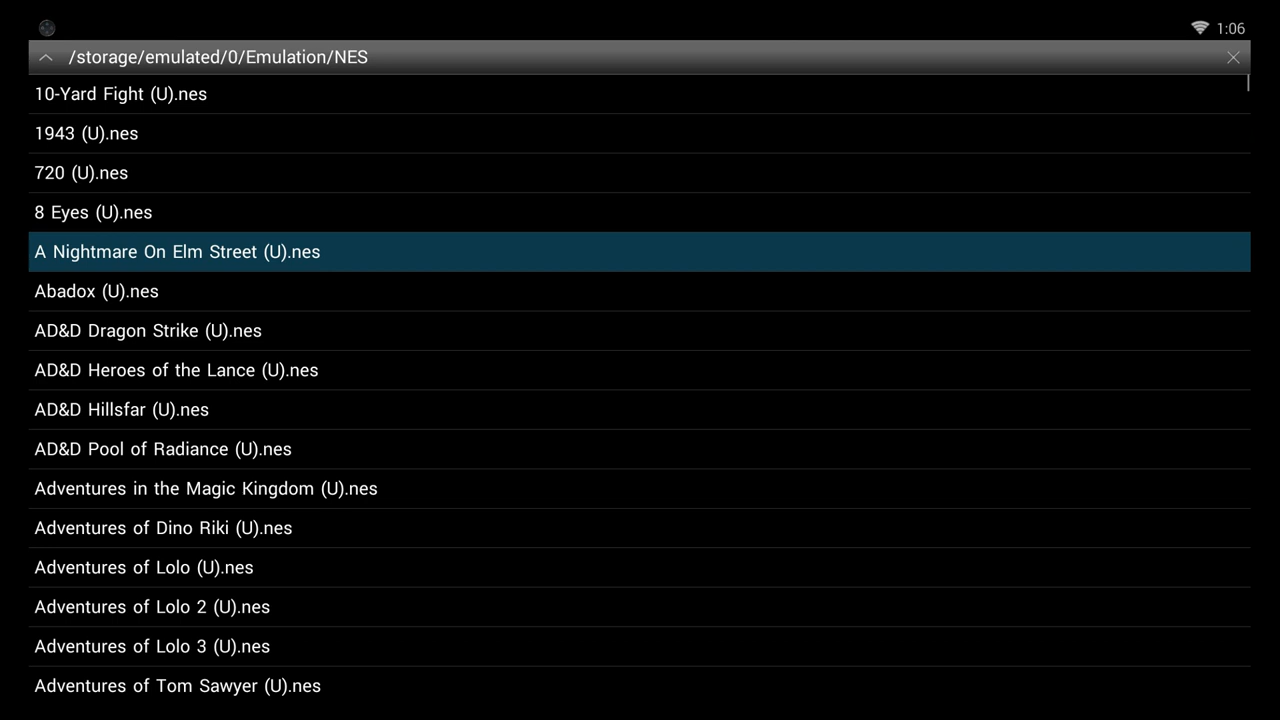 1:06
/storage/emulated/0/Emulation/NES
10-Yard Fight (U).nes
1943 (U).nes
720 (U).nes
8 Eyes (U).nes
A Nightmare On Elm Street (U).nes
Abadox (U).nes
AD&D Dragon Strike (U).nes
AD&D Heroes of the Lance (U).nes
AD&D Hillsfar (U).nes
AD&D Pool of Radiance (U).nes
Adventures in the Magic Kingdom (U).nes
Adventures of Dino Riki (U).nes
Adventures of Lolo (U).nes
Adventures of Lolo 2 (U).nes
Adventures of Lolo 3 (U).nes
Adventures of Tom Sawyer (U).nes